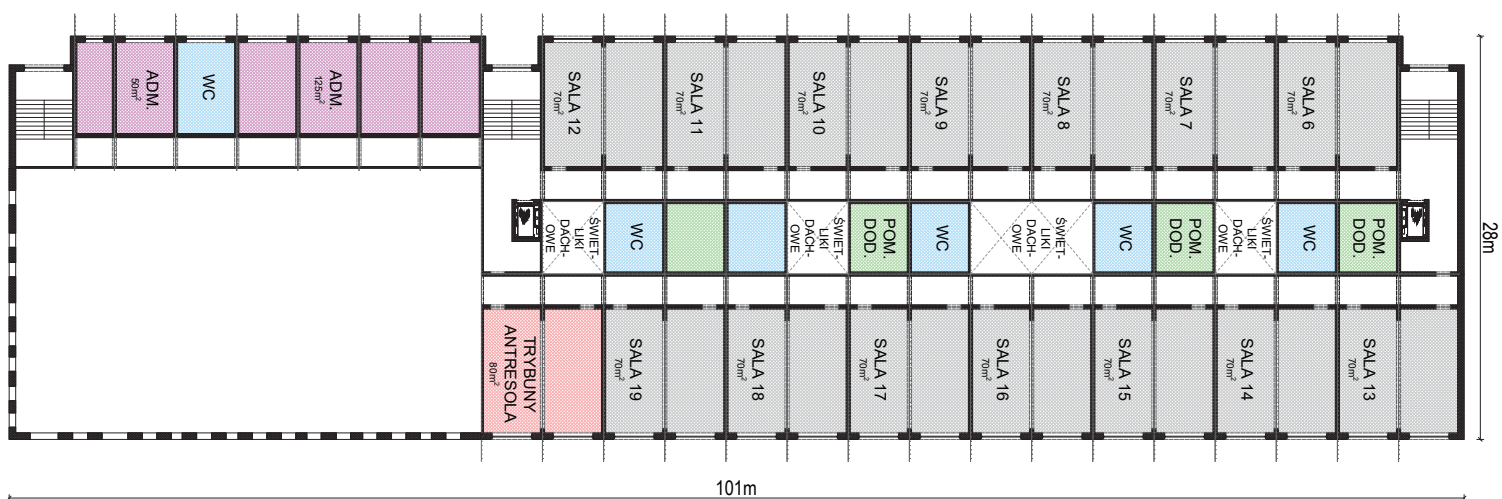 ADM.
50m²
WC
ADM.
125m²
SALA 12
70m²
SALA 11
70m²
SALA 10
70m²
SALA 9
70m²
SALA 8
70m²
SALA 7
70m²
SALA 6
70m²
ŚWIET-
LIKI
DACH-
OWE
WC
ŚWIET-
LIKI
DACH-
OWE
POM.
DOD.
WC
ŚWIET-
LIKI
DACH-
OWE
WC
POM.
DOD.
ŚWIET-
LIKI
DACH-
OWE
WC
POM.
DOD.
28m
TRYBUNY
ANTRESOLA
80m²
SALA 19
70m²
SALA 18
70m²
SALA 17
70m²
SALA 16
70m²
SALA 15
70m²
SALA 14
70m²
SALA 13
70m²
101m